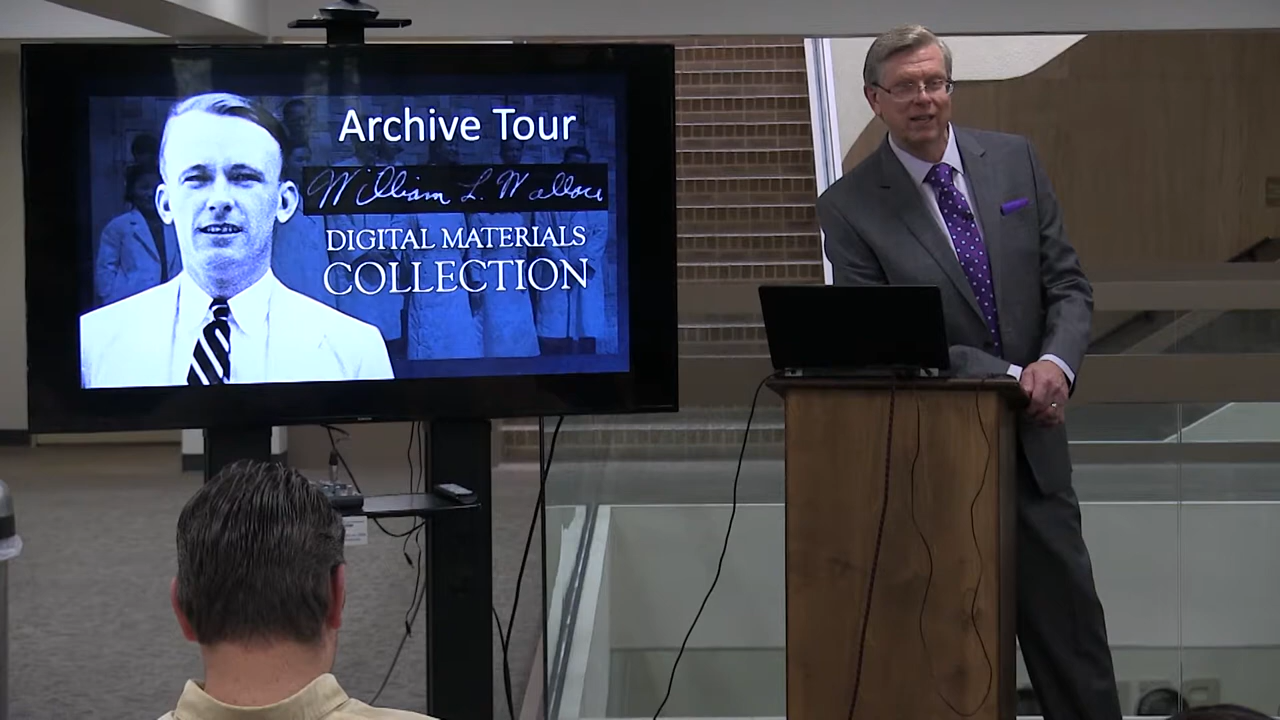 Archive Tour
William L. Wallace
DIGITAL MATERIALS
COLLECTION